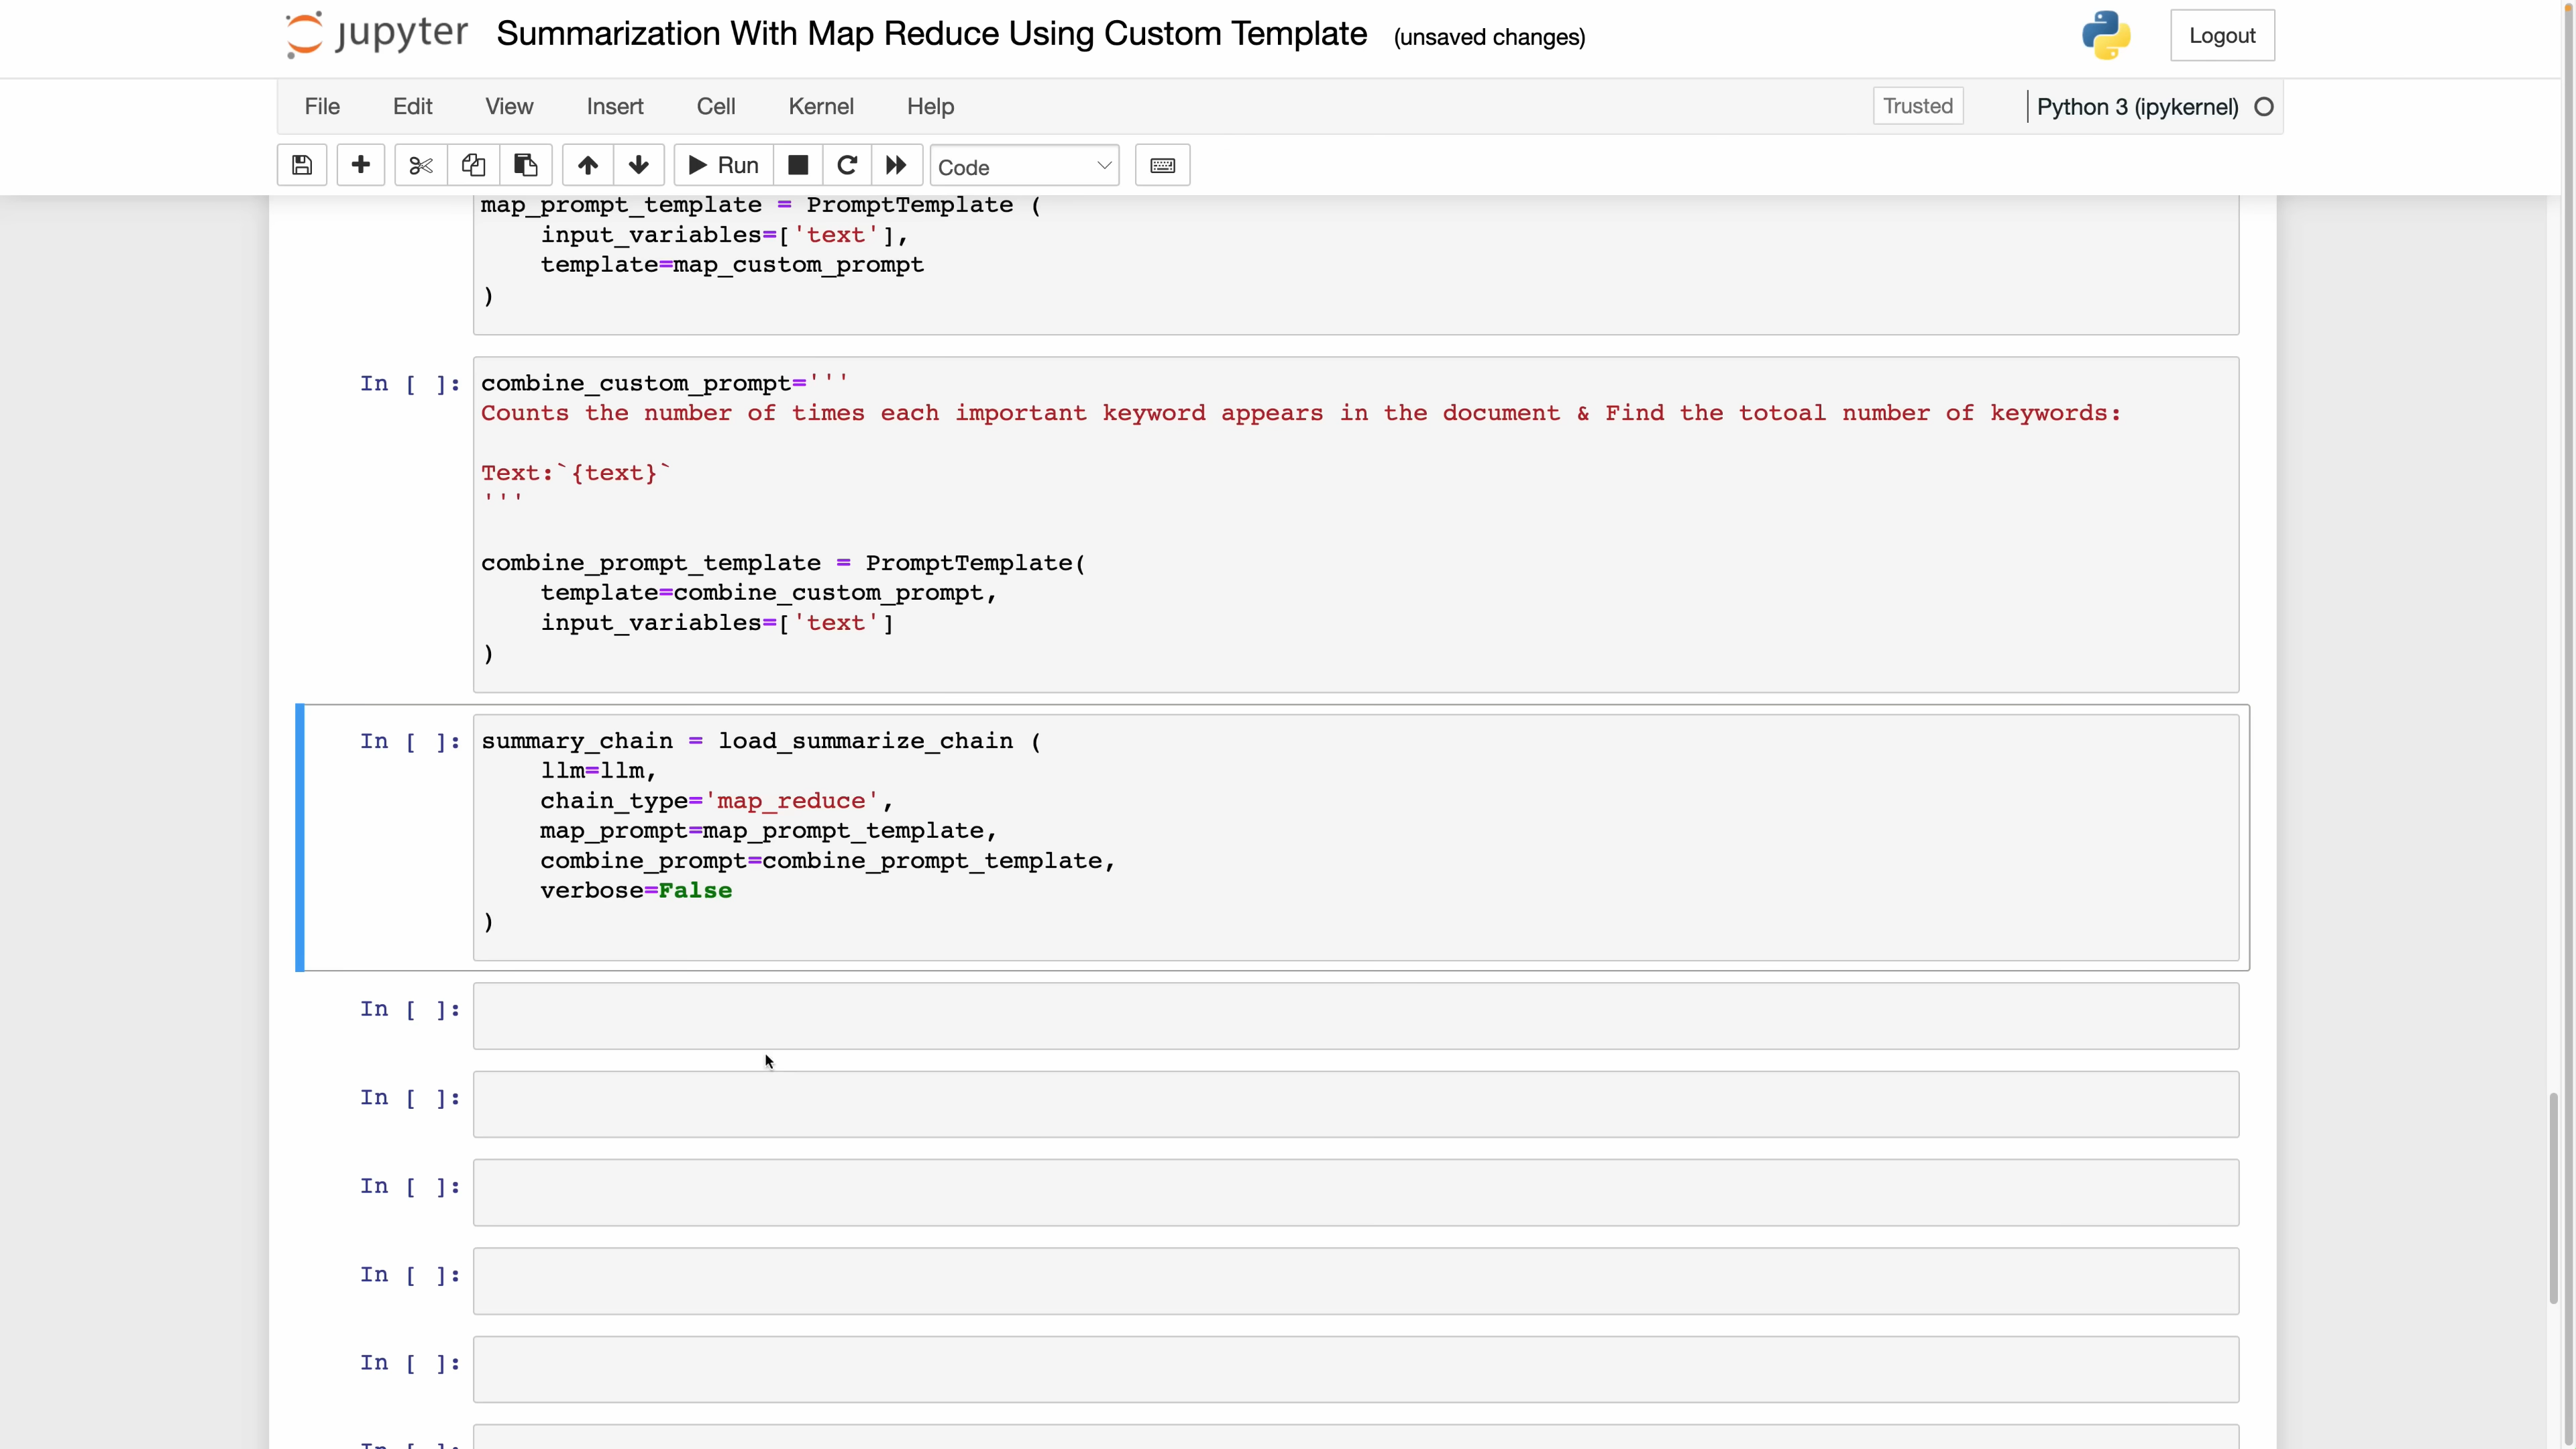 jupyter Summarization With Map Reduce Using Custom Template (unsaved changes) Logout
File Edit View Insert Cell Kernel Help Trusted Python 3 (ipykernel)
Run Code
map_prompt_template = PromptTemplate (
    input_variables=['text'],
    template=map_custom_prompt
)
In [ ]: combine_custom_prompt='''
Counts the number of times each important keyword appears in the document & Find the totoal number of keywords:
Text:`{text}`
'''
combine_prompt_template = PromptTemplate(
    template=combine_custom_prompt,
    input_variables=['text']
)
In [ ]: summary_chain = load_summarize_chain (
    llm=llm,
    chain_type='map_reduce',
    map_prompt=map_prompt_template,
    combine_prompt=combine_prompt_template,
    verbose=False
)
In [ ]:
In [ ]:
In [ ]:
In [ ]:
In [ ]:
In [ ]: